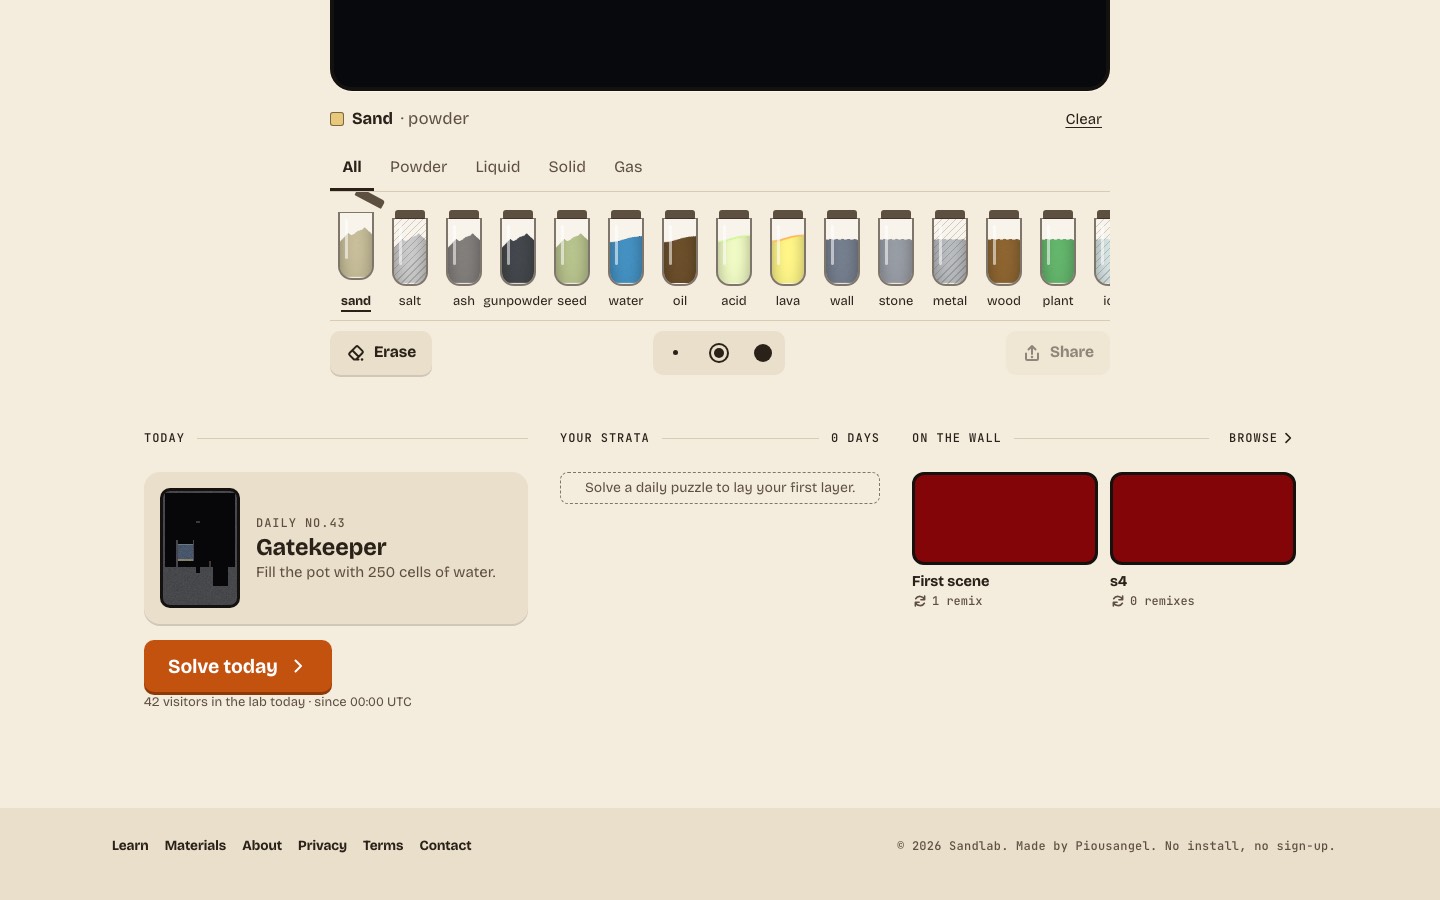 Sand · powder
Clear
All Powder Liquid Solid Gas
sand salt ash gunpowder seed water oil acid lava wall stone metal wood plant
Erase
Share
TODAY
YOUR STRATA
0 DAYS
ON THE WALL
BROWSE
DAILY NO.43
Gatekeeper
Fill the pot with 250 cells of water.
Solve today
42 visitors in the lab today · since 00:00 UTC
Solve a daily puzzle to lay your first layer.
First scene
1 remix
s4
0 remixes
Learn Materials About Privacy Terms Contact
© 2026 Sandlab. Made by Piousangel. No install, no sign-up.